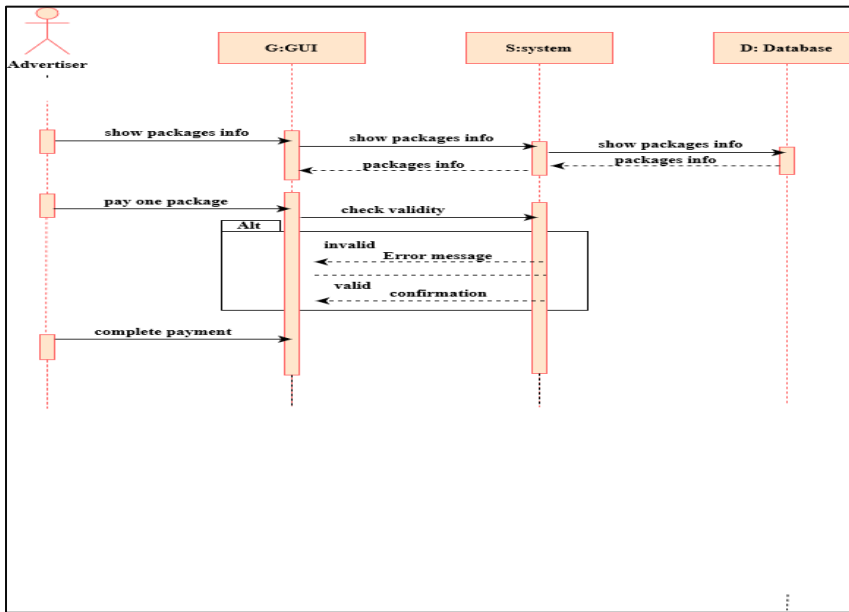 G:GUI
S:system
D: Database
Advertiser
show packages info
show packages info
show packages info
packages info
packages info
pay one package
check validity
Alt
invalid
Error message
valid
confirmation
complete payment